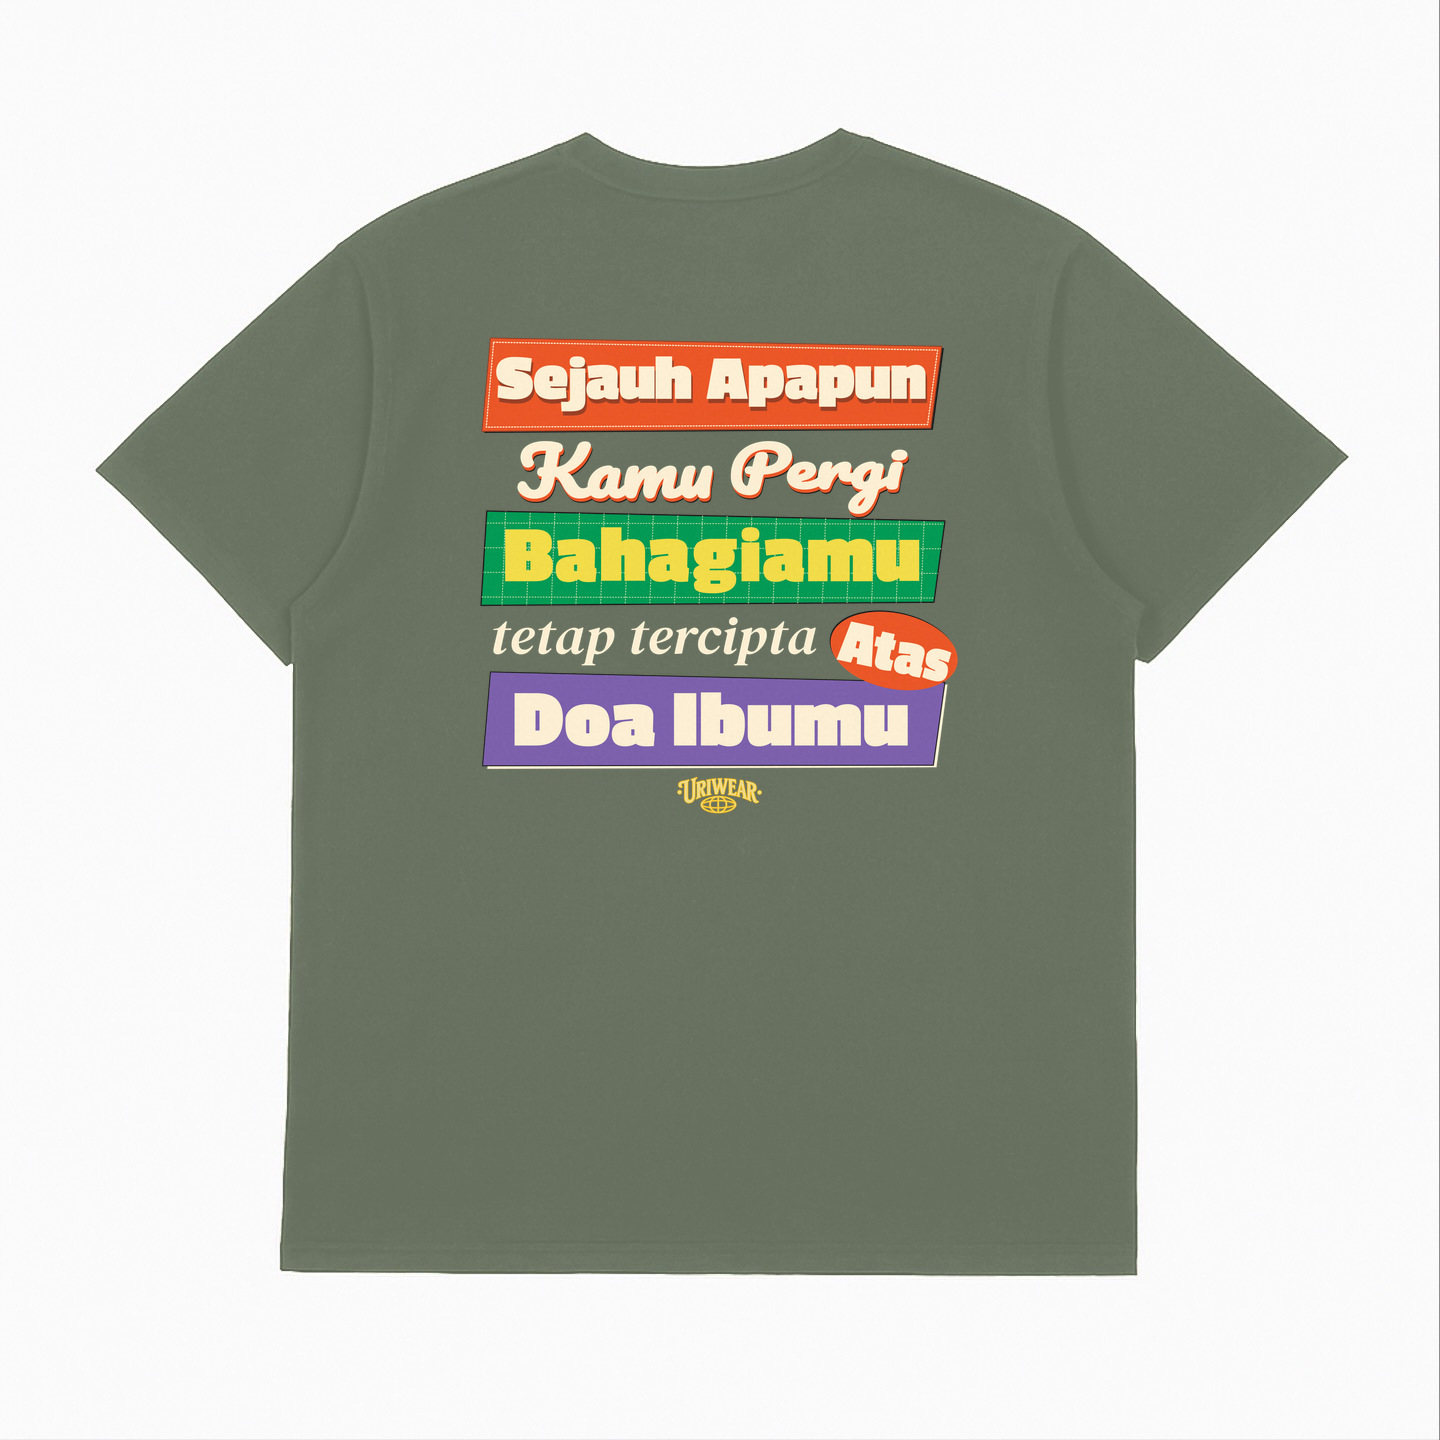 Sejauh Apapun
Kamu Pergi
Bahagiamu
tetap tercipta Atas
Doa Ibumu
URIWEAR